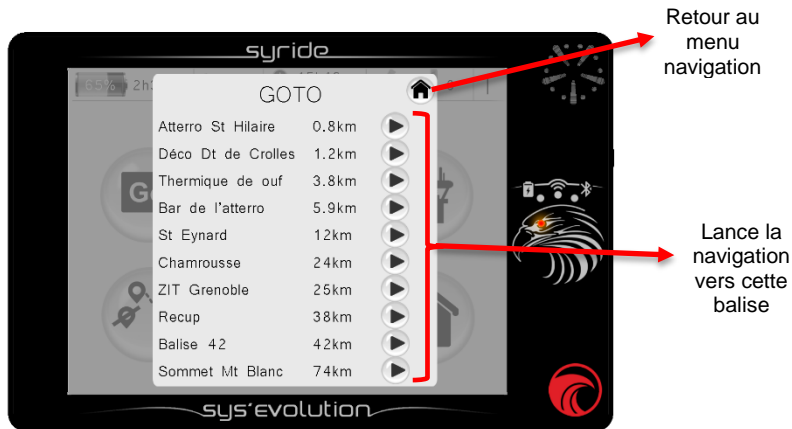 Retour au
menu
navigation
syride
65% 2h
GOTO
Atterro St Hilaire 0.8km
Déco Dt de Crolles 1.2km
Thermique de ouf 3.8km
Bar de l'atterro 5.9km
St Eynard 12km
Chamrousse 24km
ZIT Grenoble 25km
Recup 38km
Balise 42 42km
Sommet Mt Blanc 74km
Lance la
navigation
vers cette
balise
sys'evolution